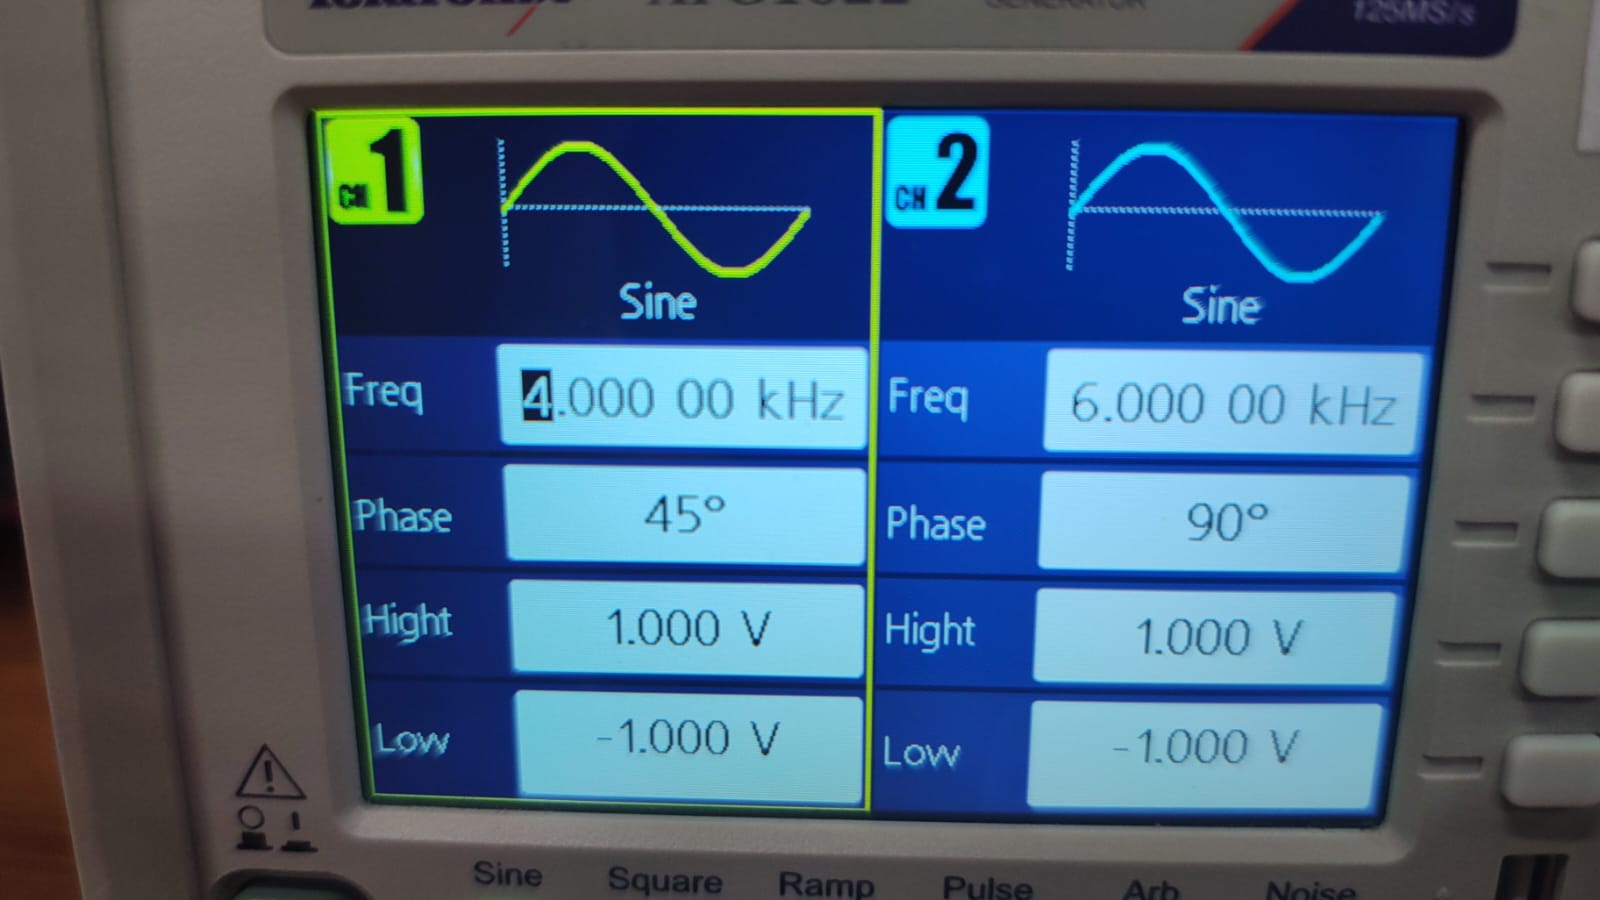 GENERATOR
125MS/s
CH 1
Sine
Freq 4.000 00 kHz
Phase 45°
Hight 1.000 V
Low -1.000 V
CH 2
Sine
Freq 6.000 00 kHz
Phase 90°
Hight 1.000 V
Low -1.000 V
Sine Square Ramp Pulse Arb Noise